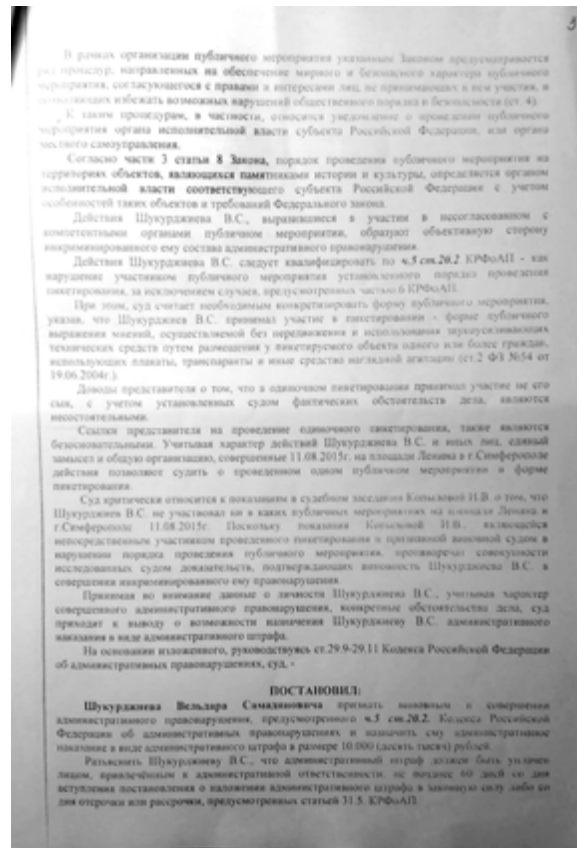 В рамках организации публичного мероприятия указанным Законом предусматривается
ряд процедур, направленных на обеспечение мирного и безопасного характера публичного
мероприятия, согласующегося с правами и интересами лиц, не принимающих в нем участия, и
позволяющих избежать возможных нарушений общественного порядка и безопасности (ст. 4).
К таким процедурам, в частности, относится уведомление о проведении публичного
мероприятия органа исполнительной власти субъекта Российской Федерации, или органа
местного самоуправления.
Согласно части 3 статьи 8 Закона, порядок проведения публичного мероприятия на
территориях объектов, являющихся памятниками истории и культуры, определяется органом
исполнительной власти соответствующего субъекта Российской Федерации с учетом
особенностей таких объектов и требований Федерального закона.
Действия Шукурджиева В.С., выразившиеся в участии в несогласованном с
компетентными органами публичном мероприятии, образуют объективную сторону
инкриминированного ему состава административного правонарушения.
Действия Шукурджиева В.С. следует квалифицировать по ч.5 ст.20.2 КРФоАП - как
нарушение участником публичного мероприятия установленного порядка проведения
пикетирования, за исключением случаев, предусмотренных частью 6 КРФоАП.
При этом, суд считает необходимым конкретизировать форму публичного мероприятия,
указав, что Шукурджиев В.С. принимал участие в пикетировании - форме публичного
выражения мнений, осуществляемой без передвижения и использования звукоусиливающих
технических средств путем размещения у пикетируемого объекта одного или более граждан,
использующих плакаты, транспаранты и иные средства наглядной агитации (ст.2 ФЗ №54 от
19.06.2004г.).
Доводы представителя о том, что в одиночном пикетировании принимал участие не его
сын, с учетом установленных судом фактических обстоятельств дела, являются
несостоятельными.
Ссылки представителя на проведение одиночного пикетирования, также являются
безосновательными. Учитывая характер действий Шукурджиева В.С. и иных лиц, единый
замысел и общую организацию, совершенные 11.08.2015г. на площади Ленина в г.Симферополе
действия позволяют судить о проведенном одном публичном мероприятии в форме
пикетирования.
Суд критически относится к показаниям в судебном заседании Копыловой И.В. о том, что
Шукурджиев В.С. не участвовал ни в каких публичных мероприятиях на площади Ленина в
г.Симферополе 11.08.2015г. Поскольку показания Копыловой И.В., являющейся
непосредственным участником проведенного пикетирования и признанной виновной судом в
нарушении порядка проведения публичного мероприятия, противоречат совокупности
исследованных судом доказательств, подтверждающих виновность Шукурджиева В.С. в
совершении инкриминированного ему правонарушения.
Принимая во внимание данные о личности Шукурджиева В.С., учитывая характер
совершенного административного правонарушения, конкретные обстоятельства дела, суд
приходит к выводу о возможности назначения Шукурджиеву В.С. административного
наказания в виде административного штрафа.
На основании изложенного, руководствуясь ст.29.9-29.11 Кодекса Российской Федерации
об административных правонарушениях, суд, -
ПОСТАНОВИЛ:
Шукурджиева Вельдара признать виновным в совершении
административного правонарушения, предусмотренного ч.5 ст.20.2. Кодекса Российской
Федерации об административных правонарушениях и назначить ему административное
наказание в виде административного штрафа в размере 10.000 (десять тысяч) рублей.
Разъяснить Шукурджиеву В.С., что административный штраф должен быть уплачен
лицом, привлечённым к административной ответственности, не позднее 60 дней со дня
вступления постановления о наложении административного штрафа в законную силу либо со
дня отсрочки или рассрочки, предусмотренных статьей 31.5. КРФоАП.